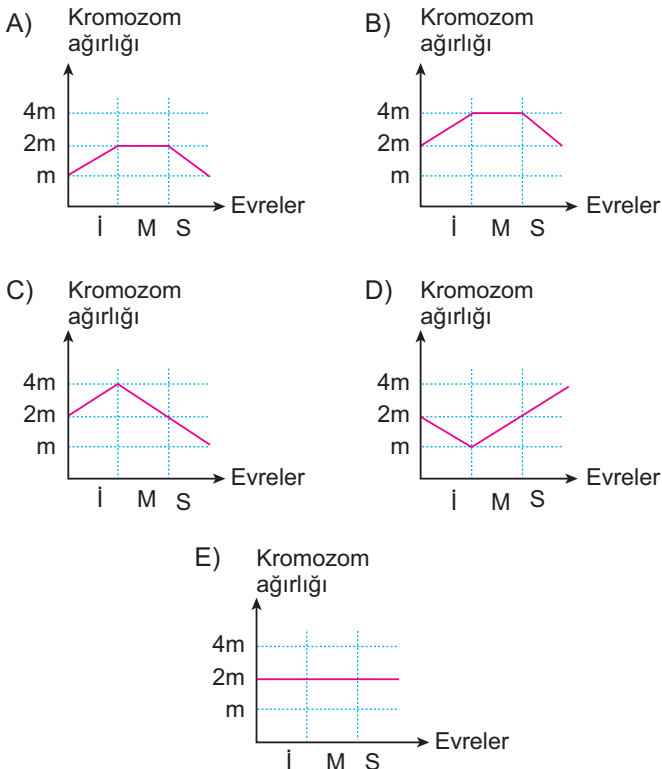 A) Kromozom
ağırlığı
4m
2m
m
Evreler
İ M S
B) Kromozom
ağırlığı
4m
2m
m
Evreler
İ M S
C) Kromozom
ağırlığı
4m
2m
m
Evreler
İ M S
D) Kromozom
ağırlığı
4m
2m
m
Evreler
İ M S
E) Kromozom
ağırlığı
4m
2m
m
Evreler
İ M S